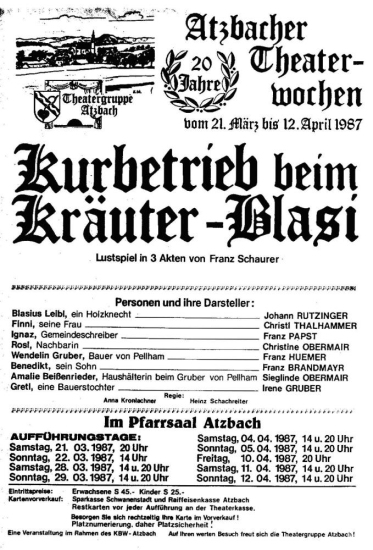 Atzbacher
20
Jahre
Theater-
wochen
Theatergruppe
Atzbach
vom 21. März bis 12. April 1987
Kurbetrieb beim
Kräuter-Blasi
Lustspiel in 3 Akten von Franz Schaurer
Personen und ihre Darsteller:
Blasius Leibl, ein Holzknecht Johann RUTZINGER
Finni, seine Frau Christl THALHAMMER
Ignaz, Gemeindeschreiber Franz PAPST
Rosl, Nachbarin Christine OBERMAIR
Wendelin Gruber, Bauer von Pellham Franz HUEMER
Benedikt, sein Sohn Franz BRANDMAYR
Amalie Beißenrieder, Haushälterin beim Gruber von Pellham Sieglinde OBERMAIR
Gretl, eine Bauerstochter Irene GRUBER
Regie:
Anna Kronlachner Heinz Schachreiter
Im Pfarrsaal Atzbach
AUFFÜHRUNGSTAGE:
Samstag, 21. 03. 1987, 20 Uhr
Sonntag, 22. 03. 1987, 14 Uhr
Samstag, 28. 03. 1987, 14 u. 20 Uhr
Sonntag, 29. 03. 1987, 14 u. 20 Uhr
Samstag, 04. 04. 1987, 14 u. 20 Uhr
Sonntag, 05. 04. 1987, 14 u. 20 Uhr
Freitag, 10. 04. 1987, 20 Uhr
Samstag, 11. 04. 1987, 14 u. 20 Uhr
Sonntag, 12. 04. 1987, 14 u. 20 Uhr
Eintrittspreise: Erwachsene S 45.- Kinder S 25.-
Kartenvorverkauf: Sparkasse Schwanenstadt und Raiffeisenkasse Atzbach
Restkarten vor jeder Aufführung an der Theaterkasse.
Besorgen Sie sich rechtzeitig Ihre Karte im Vorverkauf!
Platznumerierung, daher Platzsicherheit!
Eine Veranstaltung im Rahmen des KBW-Atzbach Auf Ihren werten Besuch freut sich die Theatergruppe Atzbach!